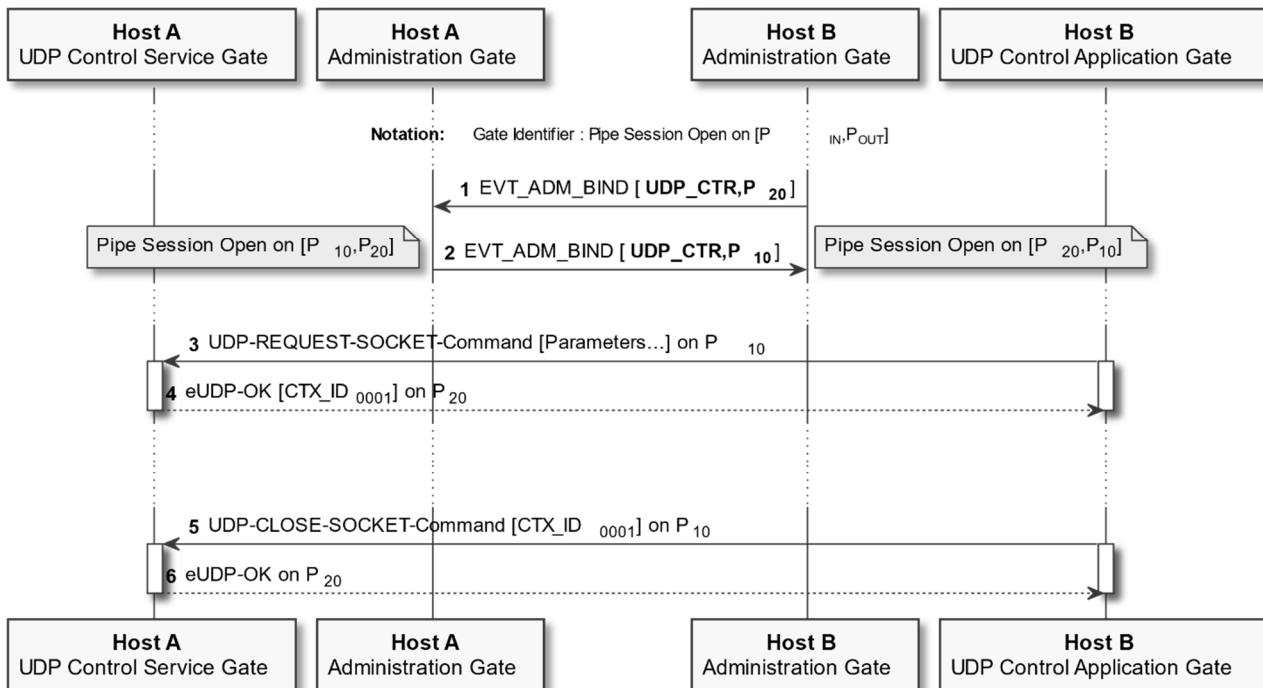 Host A
UDP Control Service Gate
Host A
Administration Gate
Host B
Administration Gate
Host B
UDP Control Application Gate
Notation: Gate Identifier : Pipe Session Open on [P IN,POUT]
1 EVT_ADM_BIND [ UDP_CTR,P 20]
Pipe Session Open on [P 10,P20]
2 EVT_ADM_BIND [ UDP_CTR,P 10]
Pipe Session Open on [P 20,P10]
3 UDP-REQUEST-SOCKET-Command [Parameters...] on P 10
4 eUDP-OK [CTX_ID 0001] on P20
5 UDP-CLOSE-SOCKET-Command [CTX_ID 0001] on P10
6 eUDP-OK on P20
Host A
UDP Control Service Gate
Host A
Administration Gate
Host B
Administration Gate
Host B
UDP Control Application Gate